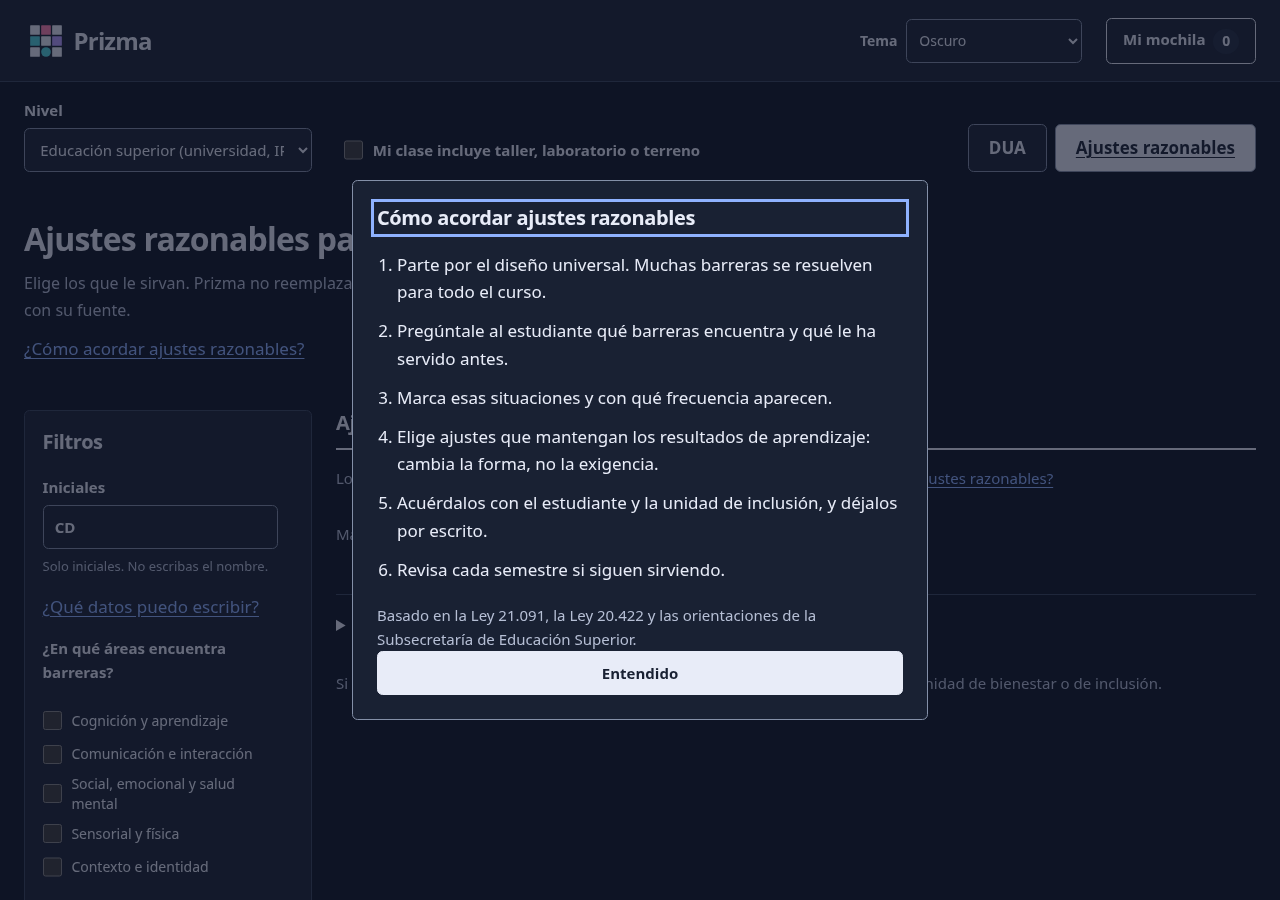 Prizma
Tema
Oscuro
Mi mochila 0
Nivel
Educación superior (universidad, IP
Mi clase incluye taller, laboratorio o terreno
DUA
Ajustes razonables
Ajustes razonables pa
Elige los que le sirvan. Prizma no reemplaza
con su fuente.
¿Cómo acordar ajustes razonables?
Cómo acordar ajustes razonables
1. Parte por el diseño universal. Muchas barreras se resuelven
para todo el curso.
2. Pregúntale al estudiante qué barreras encuentra y qué le ha
servido antes.
3. Marca esas situaciones y con qué frecuencia aparecen.
4. Elige ajustes que mantengan los resultados de aprendizaje:
cambia la forma, no la exigencia.
5. Acuérdalos con el estudiante y la unidad de inclusión, y déjalos
por escrito.
6. Revisa cada semestre si siguen sirviendo.
Basado en la Ley 21.091, la Ley 20.422 y las orientaciones de la
Subsecretaría de Educación Superior.
Entendido
Filtros
Iniciales
CD
Solo iniciales. No escribas el nombre.
¿Qué datos puedo escribir?
¿En qué áreas encuentra
barreras?
Cognición y aprendizaje
Comunicación e interacción
Social, emocional y salud
mental
Sensorial y física
Contexto e identidad
Lo
ustes razonables?
Si
nidad de bienestar o de inclusión.